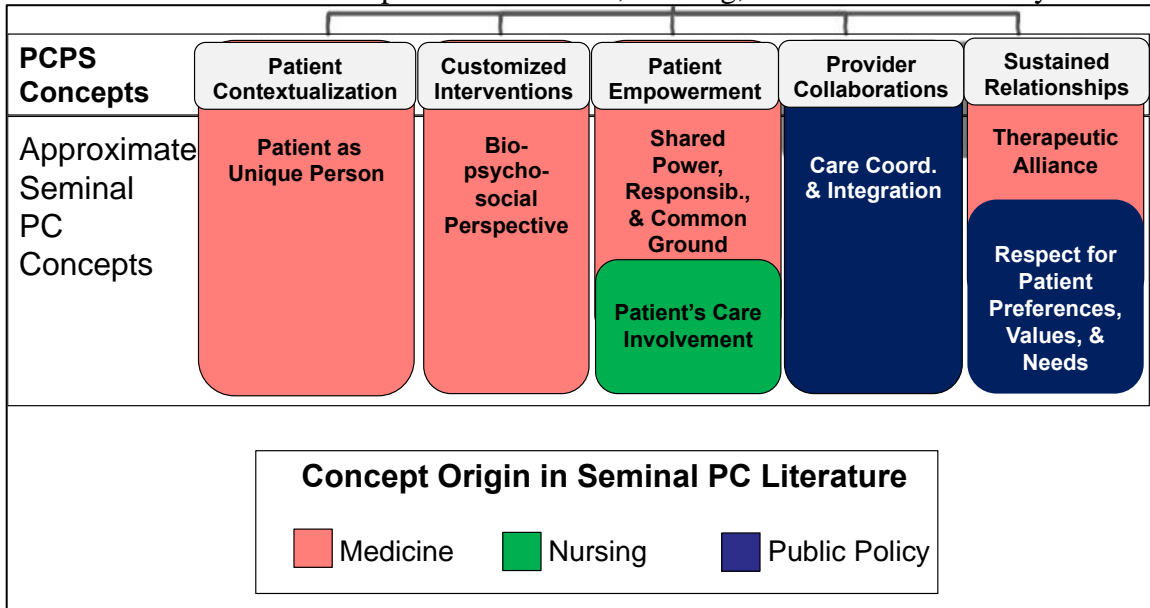 PCPS
Concepts
Patient
Contextualization
Customized
Interventions
Patient
Empowerment
Provider
Collaborations
Sustained
Relationships
Approximate
Seminal
PC
Concepts
Patient as
Unique Person
Bio-
psycho-
social
Perspective
Shared
Power,
Responsib.,
& Common
Ground
Patient’s Care
Involvement
Care Coord.
& Integration
Therapeutic
Alliance
Respect for
Patient
Preferences,
Values, &
Needs
Concept Origin in Seminal PC Literature
Medicine
Nursing
Public Policy